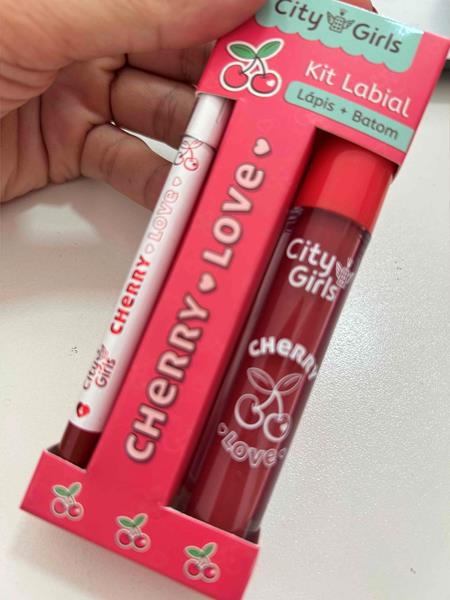 City Girls
Kit Labial
Lápis + Batom
CHERRY LOVE
City Girls
CHERRY LOVE
City
Girls
CHERRY
LOVE